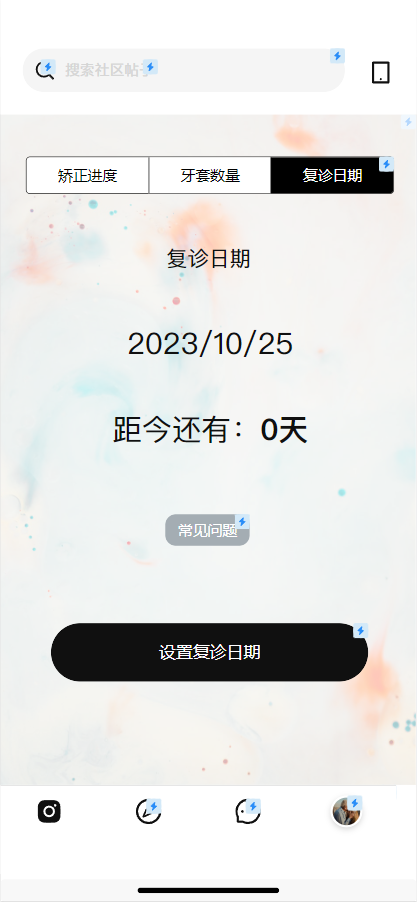 搜索社区帖子
矫正进度
牙套数量
复诊日期
复诊日期
2023/10/25
距今还有：0天
常见问题
设置复诊日期